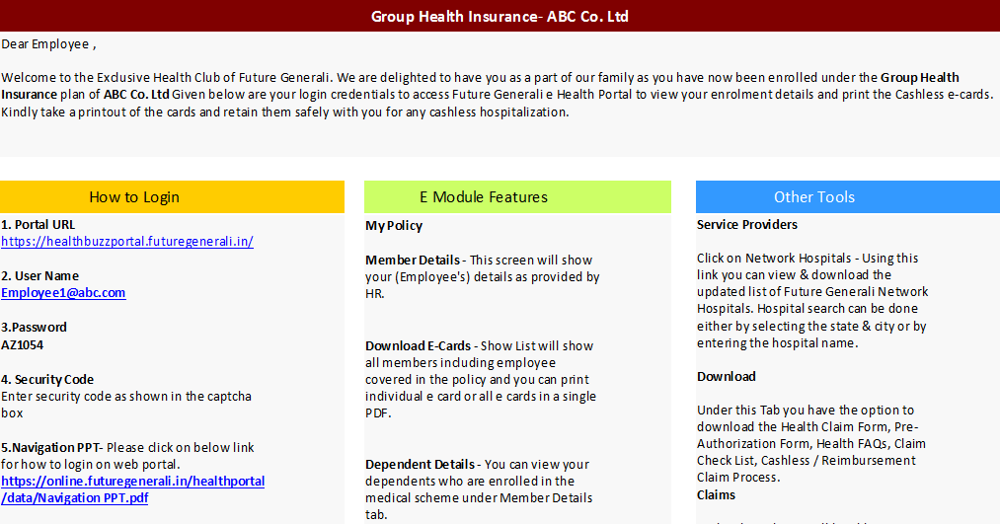 Group Health Insurance- ABC Co. Ltd
Dear Employee ,
Welcome to the Exclusive Health Club of Future Generali. We are delighted to have you as a part of our family as you have now been enrolled under the Group Health
Insurance plan of ABC Co. Ltd Given below are your login credentials to access Future Generali e Health Portal to view your enrolment details and print the Cashless e-cards.
Kindly take a printout of the cards and retain them safely with you for any cashless hospitalization.
How to Login
1. Portal URL
https://healthbuzzportal.futuregenerali.in/
2. User Name
Employee1@abc.com
3.Password
AZ1054
4. Security Code
Enter security code as shown in the captcha
box
5.Navigation PPT- Please click on below link
for how to login on web portal.
https://online.futuregenerali.in/healthportal
/data/Navigation PPT.pdf
E Module Features
My Policy
Member Details - This screen will show
your (Employee's) details as provided by
HR.
Download E-Cards - Show List will show
all members including employee
covered in the policy and you can print
individual e card or all e cards in a single
PDF.
Dependent Details - You can view your
dependents who are enrolled in the
medical scheme under Member Details
tab.
Other Tools
Service Providers
Click on Network Hospitals - Using this
link you can view & download the
updated list of Future Generali Network
Hospitals. Hospital search can be done
either by selecting the state & city or by
entering the hospital name.
Download
Under this Tab you have the option to
download the Health Claim Form, Pre-
Authorization Form, Health FAQs, Claim
Check List, Cashless / Reimbursement
Claim Process.
Claims